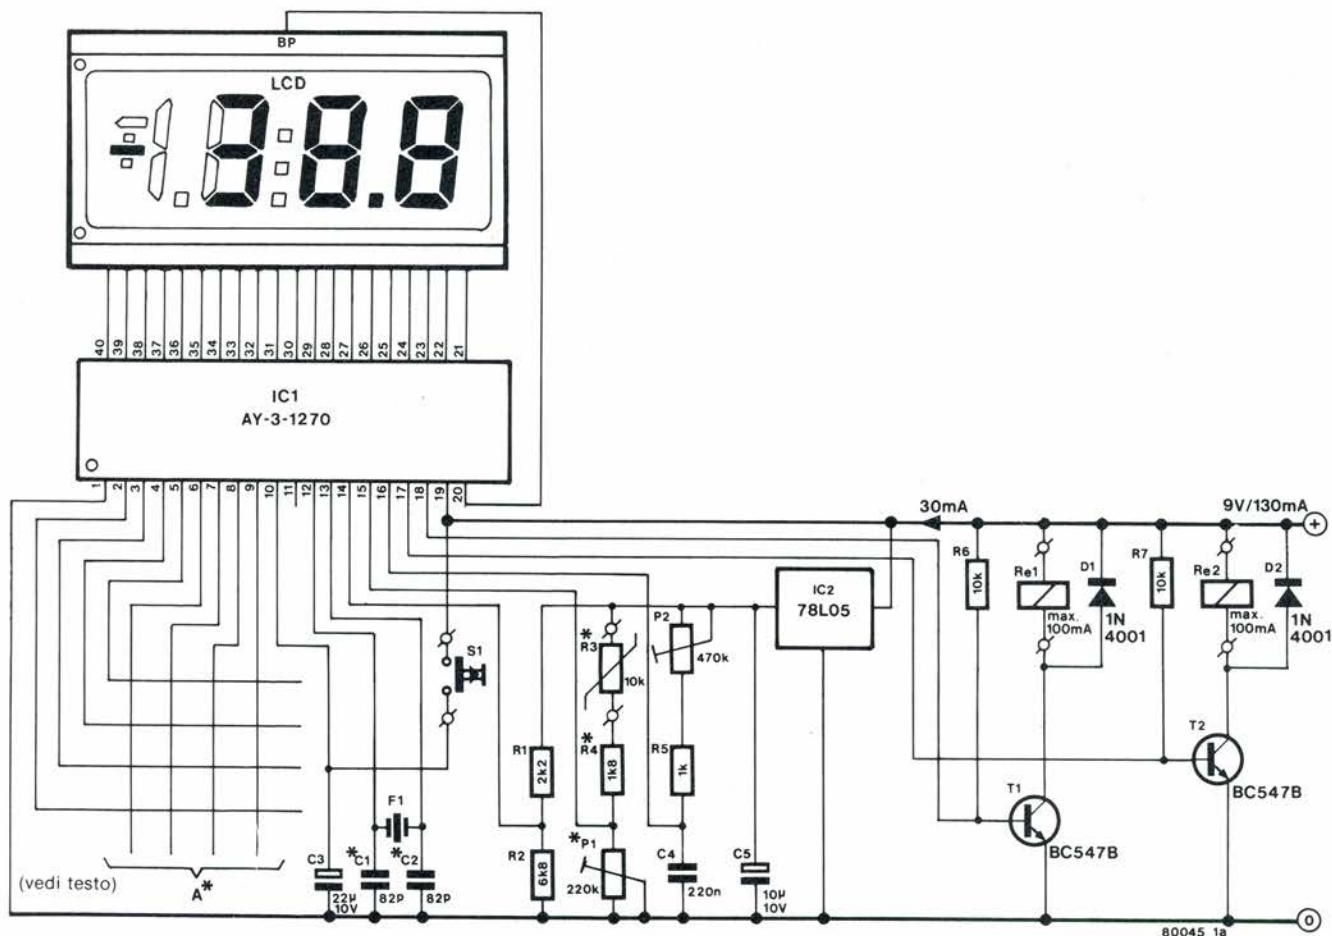 BP
LCD
-1.38.8
40 39 38 37 36 35 34 33 32 31 30 29 28 27 26 25 24 23 22 21
IC1
AY-3-1270
1 2 3 4 5 6 7 8 9 10 11 12 13 14 15 16 17 18 19 20
30mA
9V/130mA
+
R6
10k
Re1
max.
100mA
D1
1N
4001
R7
10k
Re2
max.
100mA
D2
1N
4001
IC2
78L05
P2
470k
*
R3
10k
S1
R1
2k2
*
R4
1k8
R5
1k
T2
BC547B
T1
BC547B
F1
C3
22µ
10V
*
C1
82p
*
C2
82p
R2
6k8
*
P1
220k
C4
220n
C5
10µ
10V
(vedi testo)
A*
0
80045 1a